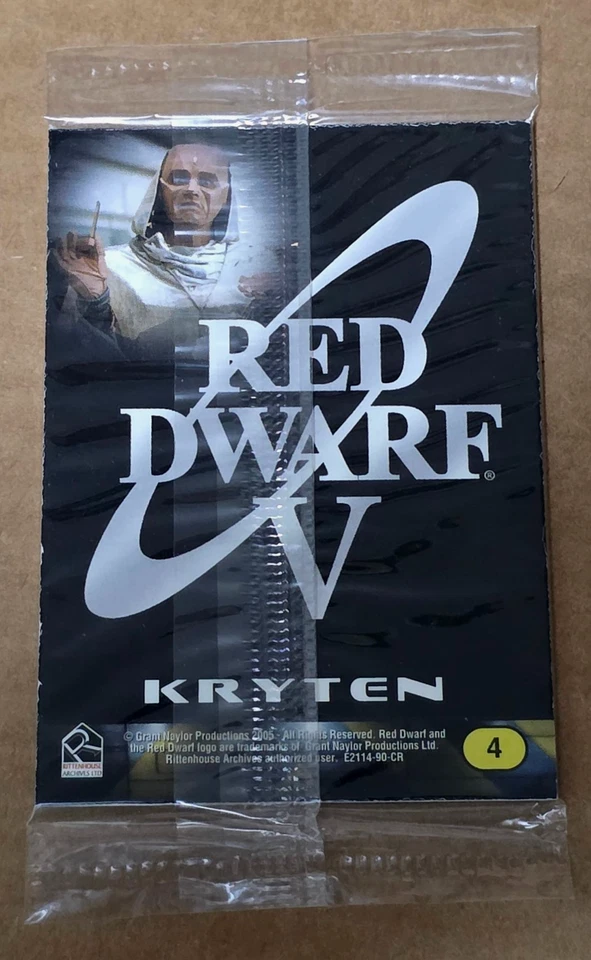 RED
DWARF®
V
KRYTEN
© Grant Naylor Productions 2005 - All Rights Reserved. Red Dwarf and
the Red Dwarf logo are trademarks of Grant Naylor Productions Ltd.
Rittenhouse Archives authorized user. E2114-90-CR
RITTENHOUSE
ARCHIVES LTD
4